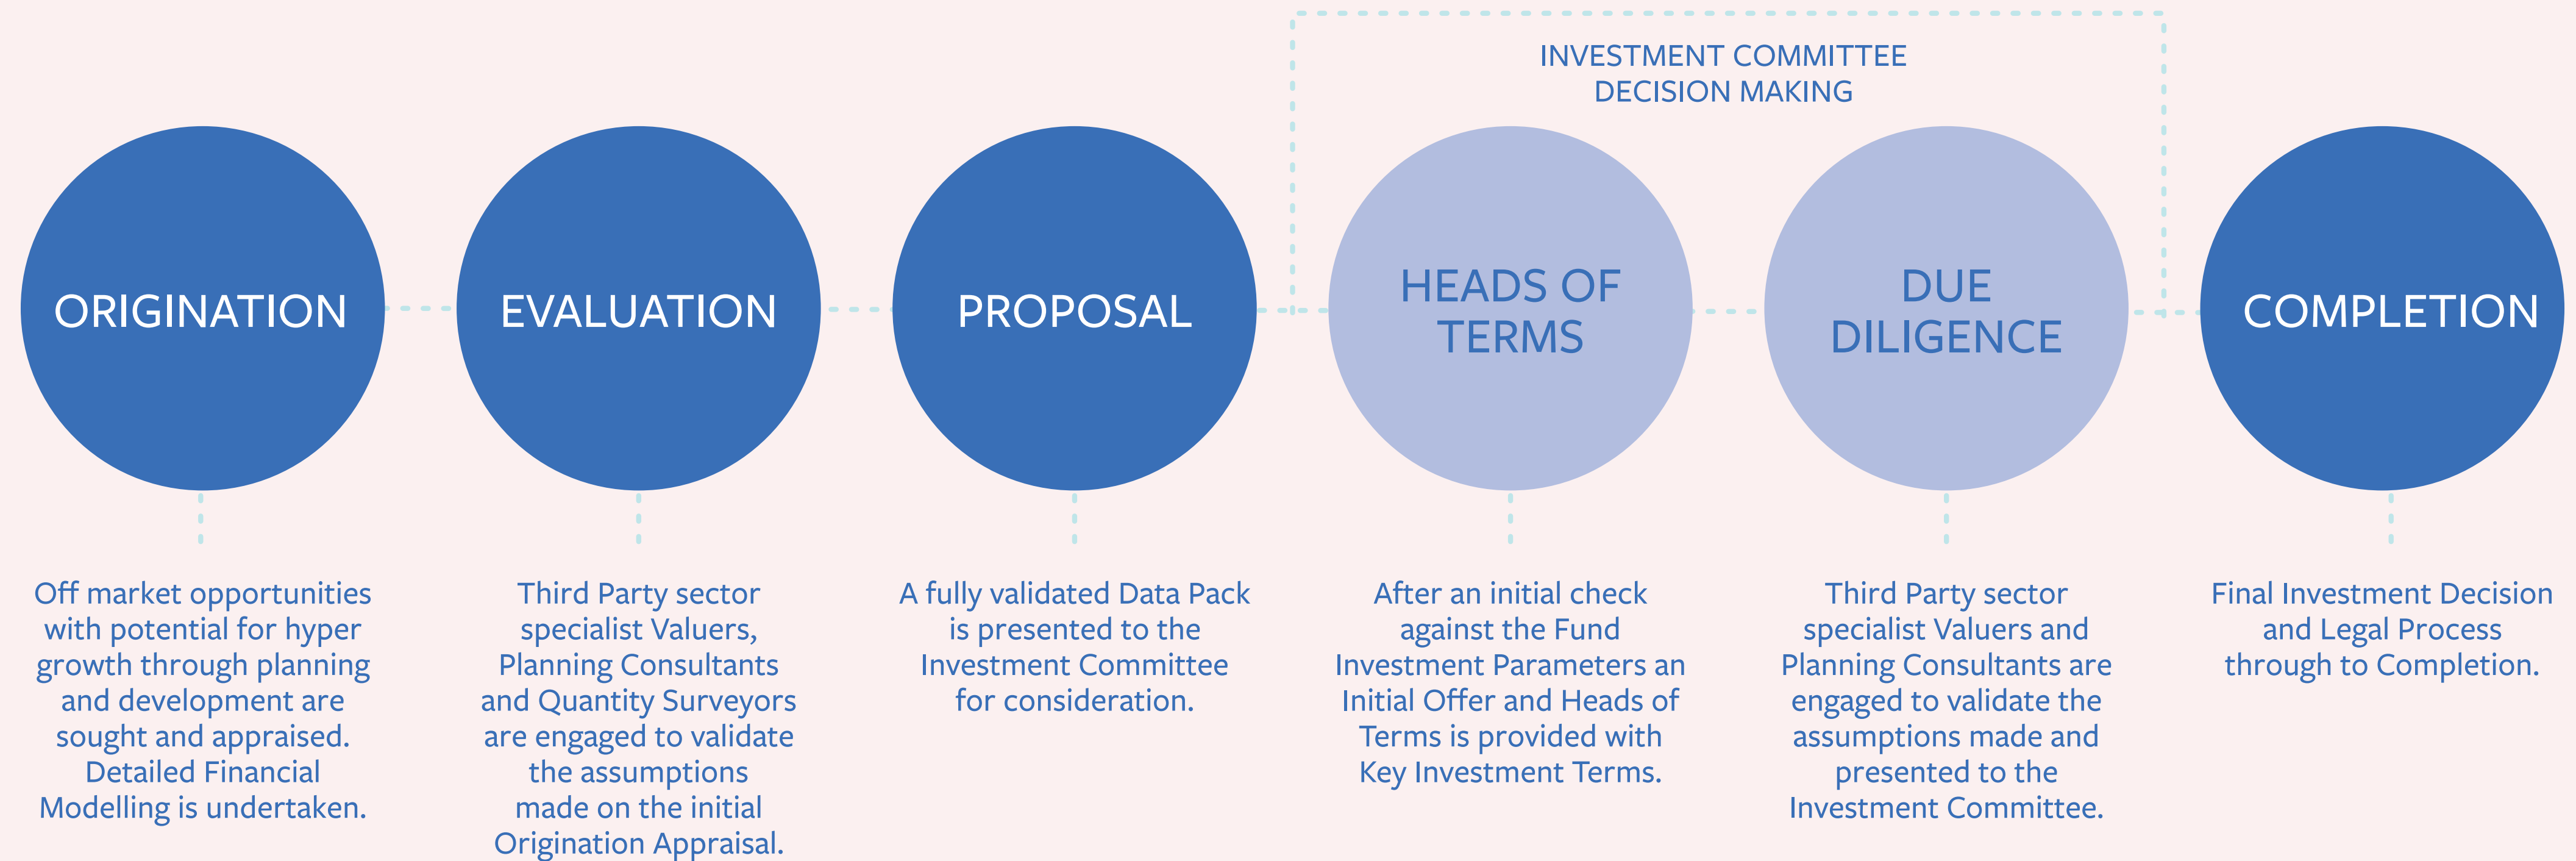 INVESTMENT COMMITTEE
DECISION MAKING
ORIGINATION
EVALUATION
PROPOSAL
HEADS OF
TERMS
DUE
DILIGENCE
COMPLETION
Off market opportunities
with potential for hyper
growth through planning
and development are
sought and appraised.
Detailed Financial
Modelling is undertaken.
Third Party sector
specialist Valuers,
Planning Consultants
and Quantity Surveyors
are engaged to validate
the assumptions
made on the initial
Origination Appraisal.
A fully validated Data Pack
is presented to the
Investment Committee
for consideration.
After an initial check
against the Fund
Investment Parameters an
Initial Offer and Heads of
Terms is provided with
Key Investment Terms.
Third Party sector
specialist Valuers and
Planning Consultants are
engaged to validate the
assumptions made and
presented to the
Investment Committee.
Final Investment Decision
and Legal Process
through to Completion.